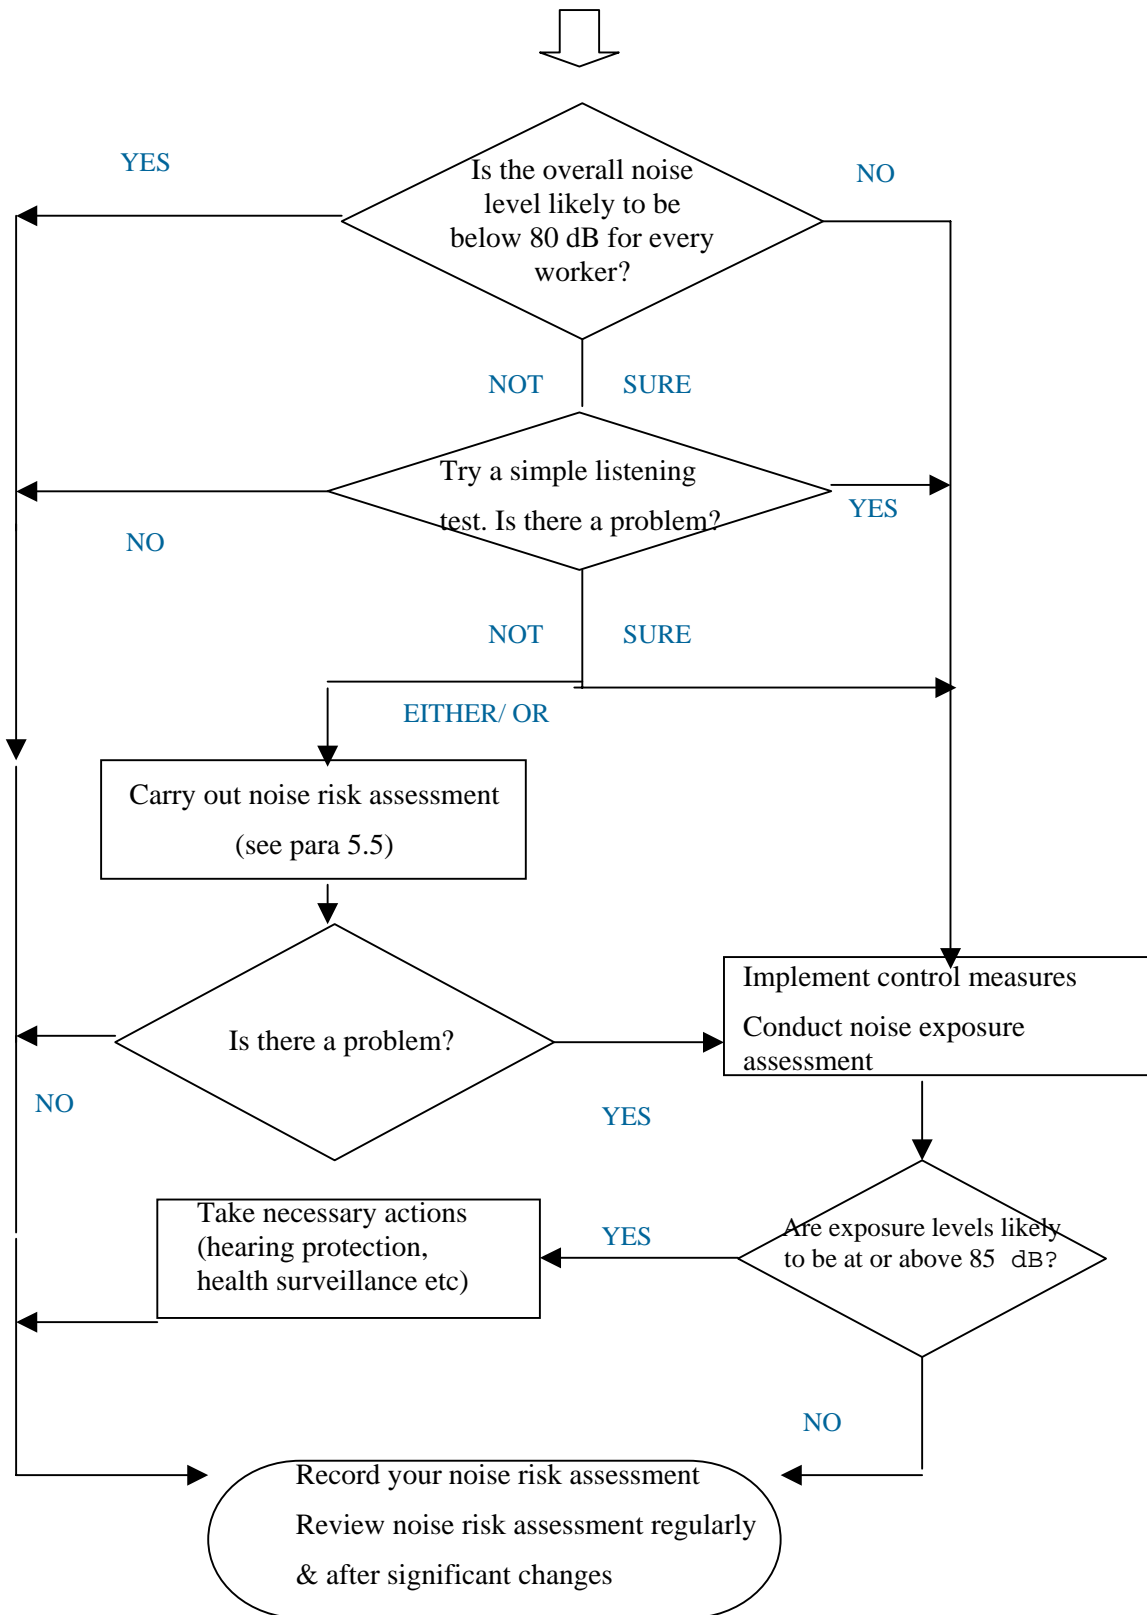 YES
Is the overall noise
level likely to be
below 80 dB for every
worker?
NO
NOT SURE
Try a simple listening
test. Is there a problem?
YES
NO
NOT SURE
EITHER/ OR
Carry out noise risk assessment
(see para 5.5)
Implement control measures
Conduct noise exposure
assessment
Is there a problem?
NO
YES
Take necessary actions
(hearing protection,
health surveillance etc)
YES
Are exposure levels likely
to be at or above 85 dB?
NO
Record your noise risk assessment
Review noise risk assessment regularly
& after significant changes